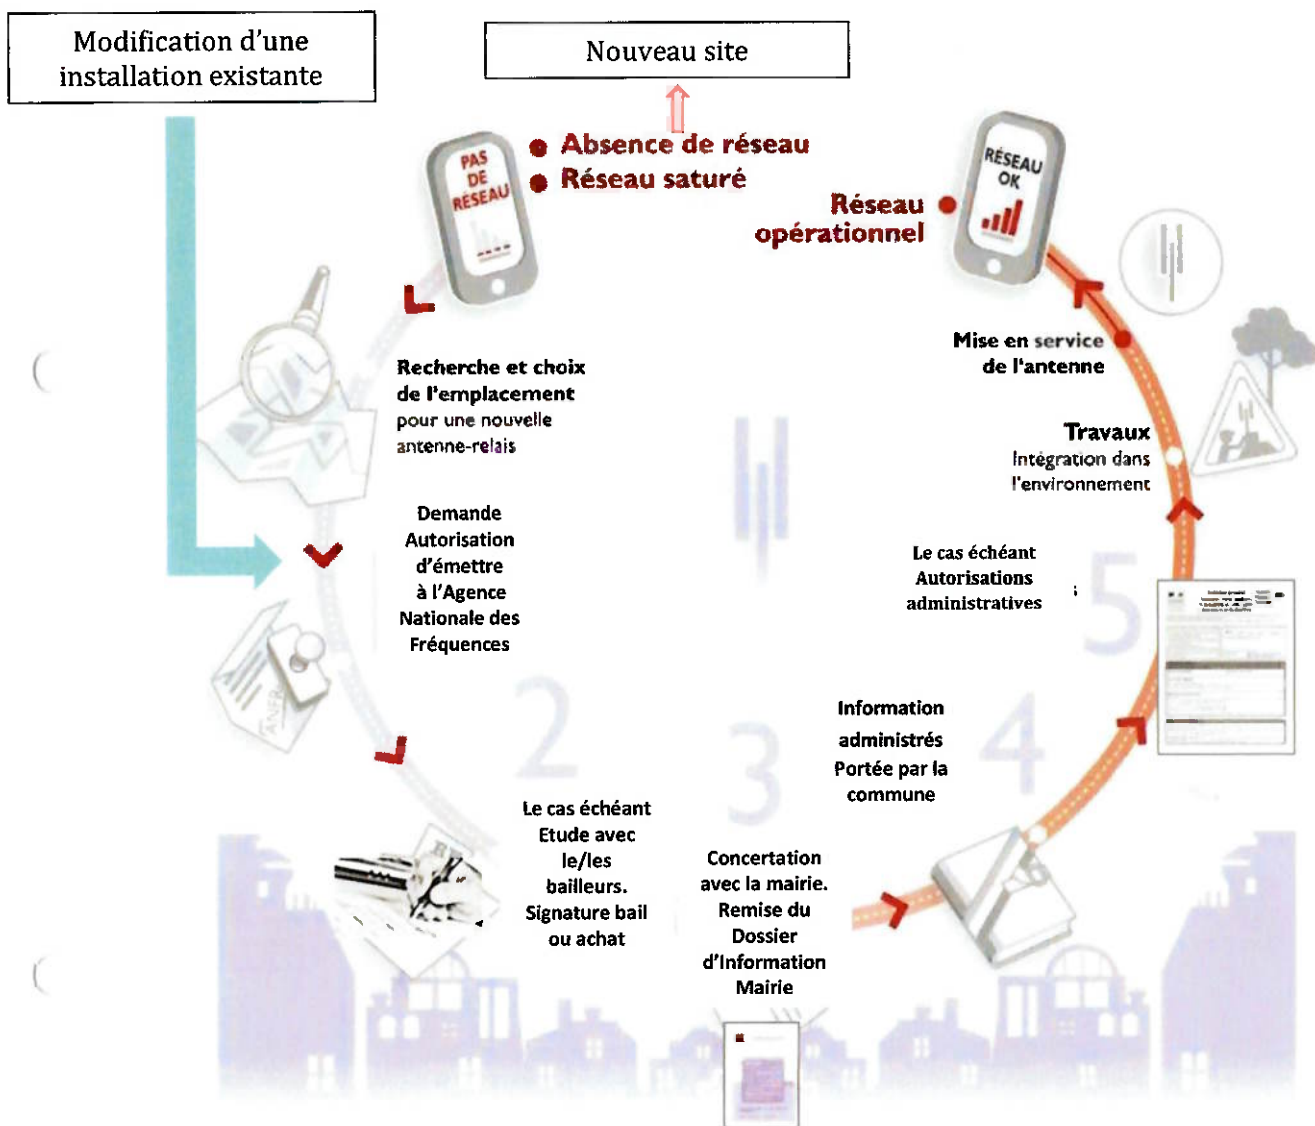 Modification d'une
installation existante
Nouveau site
PAS
DE
RÉSEAU
Absence de réseau
Réseau saturé
RÉSEAU
OK
Réseau
opérationnel
Recherche et choix
de l'emplacement
pour une nouvelle
antenne-relais
Mise en service
de l'antenne
Travaux
Intégration dans
l'environnement
Demande
Autorisation
d'émettre
à l'Agence
Nationale des
Fréquences
Le cas échéant
Autorisations
administratives
5
ANFR
2
3
4
Information
administrés
Portée par la
commune
Le cas échéant
Etude avec
le/les
bailleurs.
Signature bail
ou achat
Concertation
avec la mairie.
Remise du
Dossier
d'Information
Mairie